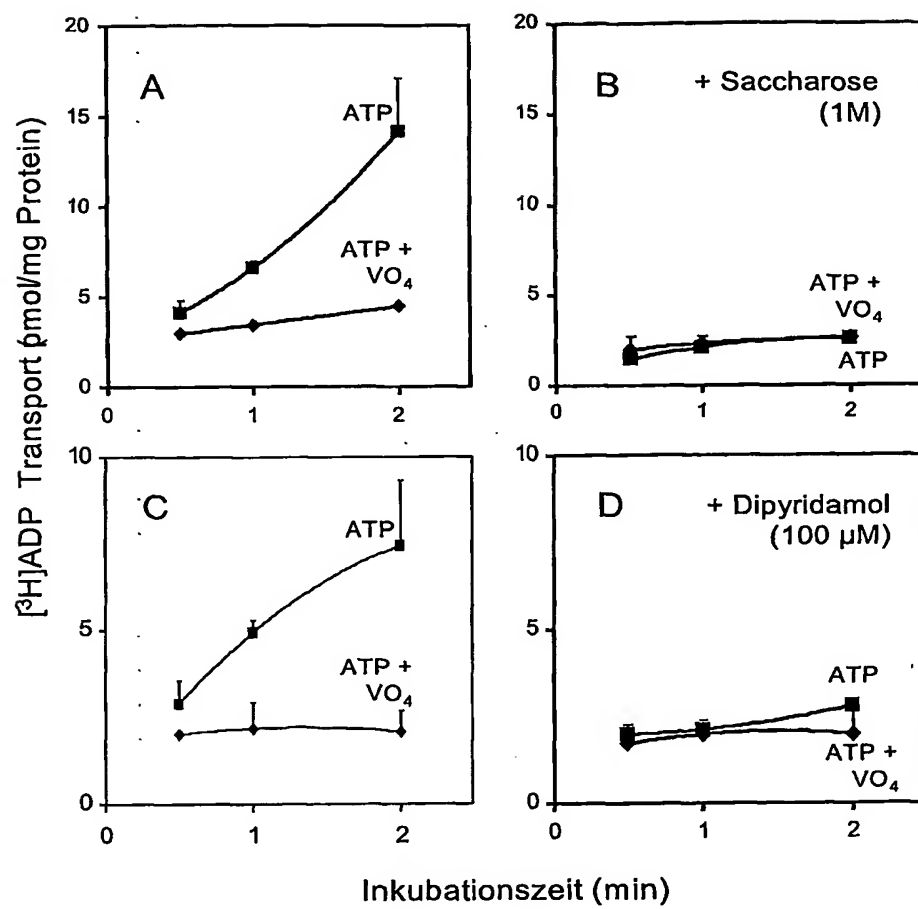 [³H]ADP Transport (pmol/mg Protein)
20
15
10
5
0
A
ATP
ATP +
VO₄
0 1 2
20
15
10
5
0
B
+ Saccharose
(1M)
ATP +
VO₄
ATP
0 1 2
10
5
0
C
ATP
ATP +
VO₄
0 1 2
10
5
0
D
+ Dipyridamol
(100 µM)
ATP
ATP +
VO₄
0 1 2
Inkubationszeit (min)